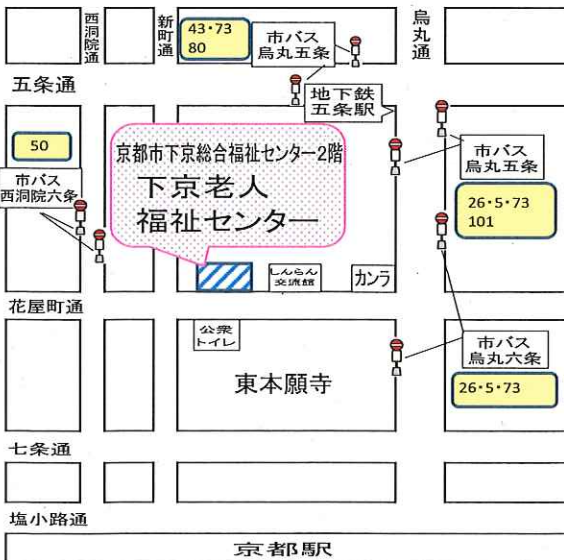 西洞院通
新町通
43・73
80
市バス
烏丸五条
烏丸通
五条通
地下鉄
五条駅
50
市バス
西洞院六条
京都市下京総合福祉センター2階
下京老人
福祉センター
市バス
烏丸五条
26・5・73
101
しんらん
交流館
カンラ
花屋町通
公衆
トイレ
東本願寺
市バス
烏丸六条
26・5・73
七条通
塩小路通
京都駅